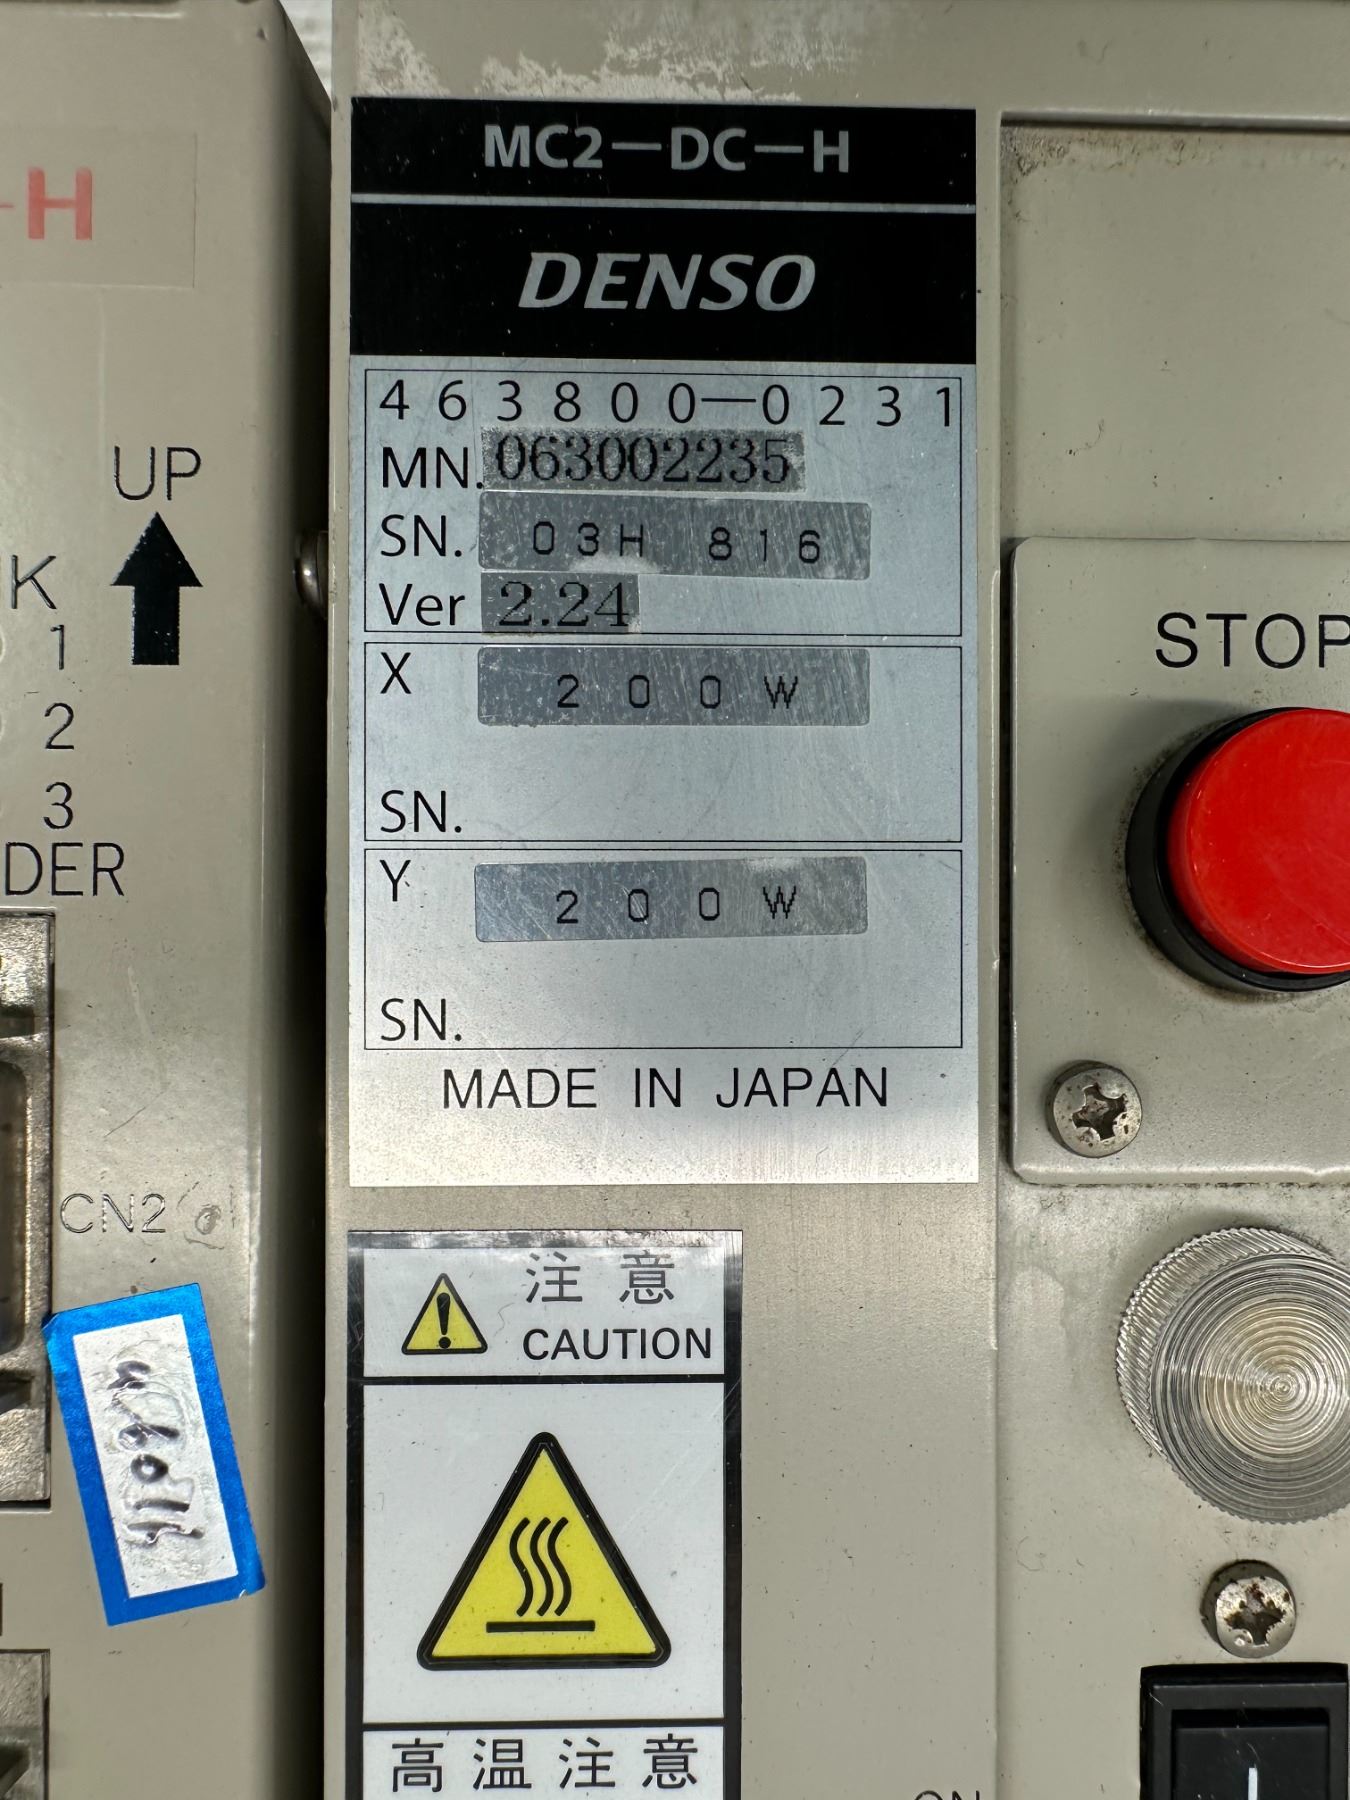 MC2-DC-H
DENSO
463800-0231
MN. 063002235
SN. 03H 816
Ver 2.24
X 200W
SN.
Y 200W
SN.
MADE IN JAPAN
注意
CAUTION
高温注意
-H
UP
K
1
2
3
DER
CN2
STOP
ON